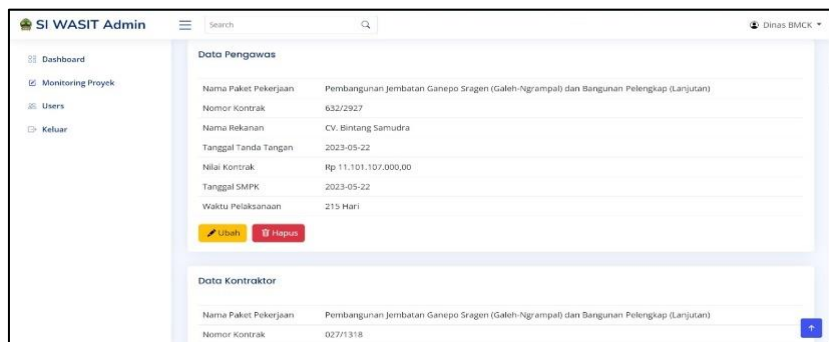 SI WASIT Admin
Search
Dinas BMCK
Dashboard
Monitoring Proyek
Users
Keluar
Data Pengawas
Nama Paket Pekerjaan Pembangunan Jembatan Ganepo Sragen (Galeh-Ngrampal) dan Bangunan Pelengkap (Lanjutan)
Nomor Kontrak 632/2927
Nama Rekanan CV. Bintang Samudra
Tanggal Tanda Tangan 2023-05-22
Nilai Kontrak Rp 11.101.107.000,00
Tanggal SMPK 2023-05-22
Waktu Pelaksanaan 215 Hari
Ubah Hapus
Data Kontraktor
Nama Paket Pekerjaan Pembangunan Jembatan Ganepo Sragen (Galeh-Ngrampal) dan Bangunan Pelengkap (Lanjutan)
Nomor Kontrak 027/1318